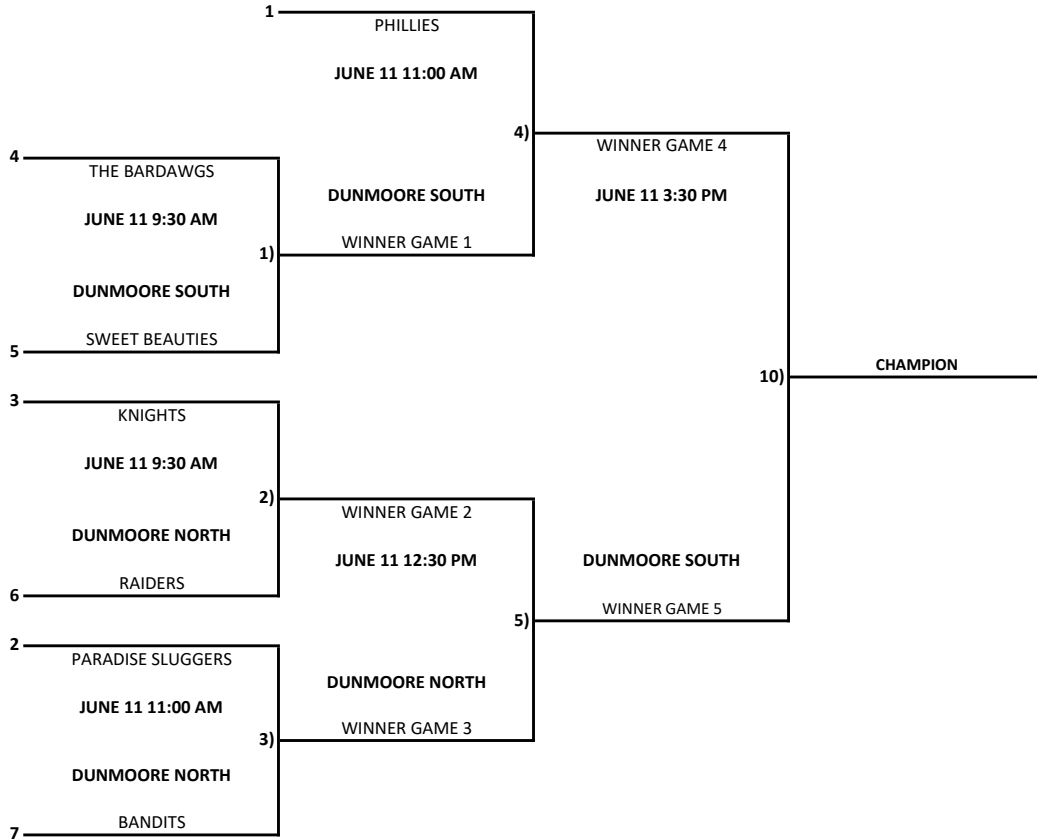 1
PHILLIES
JUNE 11 11:00 AM
4)
WINNER GAME 4
4
THE BARDAWGS
DUNMOORE SOUTH
JUNE 11 3:30 PM
JUNE 11 9:30 AM
1)
WINNER GAME 1
DUNMOORE SOUTH
SWEET BEAUTIES
5
10)
CHAMPION
3
KNIGHTS
JUNE 11 9:30 AM
2)
WINNER GAME 2
DUNMOORE NORTH
JUNE 11 12:30 PM
DUNMOORE SOUTH
RAIDERS
6
5)
WINNER GAME 5
2
PARADISE SLUGGERS
DUNMOORE NORTH
JUNE 11 11:00 AM
3)
WINNER GAME 3
DUNMOORE NORTH
BANDITS
7